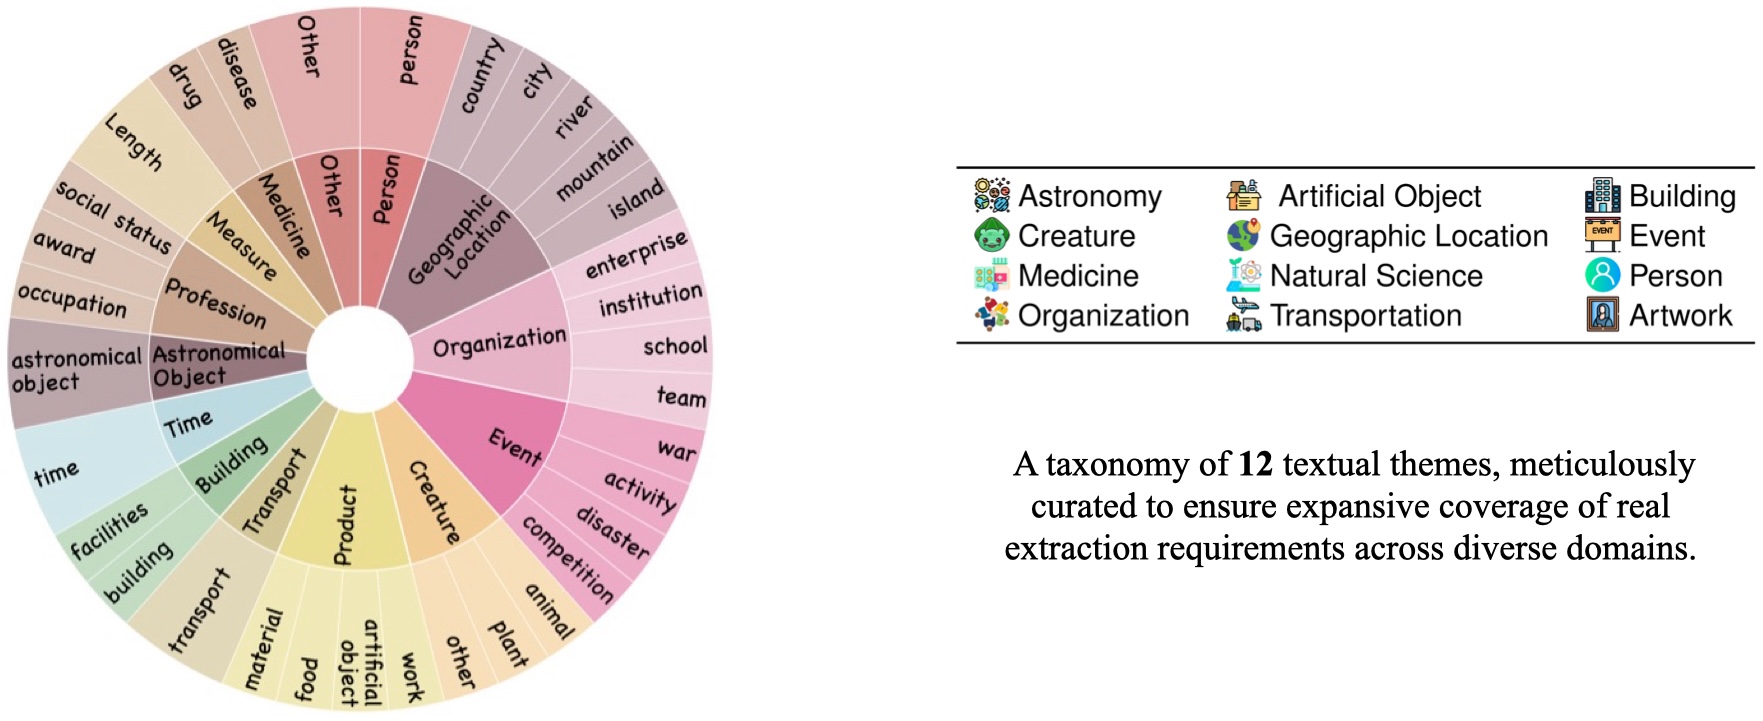 Other
person
country
city
river
mountain
island
enterprise
institution
school
team
war
activity
disaster
competition
animal
plant
other
work
artificial
object
food
material
transport
building
facilities
time
astronomical
object
occupation
award
social status
Length
drug
disease
Other
Person
Geographic
Location
Organization
Event
Creature
Product
Transport
Building
Time
Astronomical
Object
Profession
Measure
Medicine
Astronomy Artificial Object Building
Creature Geographic Location EVENT Event
Medicine Natural Science Person
Organization Transportation Artwork
A taxonomy of 12 textual themes, meticulously
curated to ensure expansive coverage of real
extraction requirements across diverse domains.